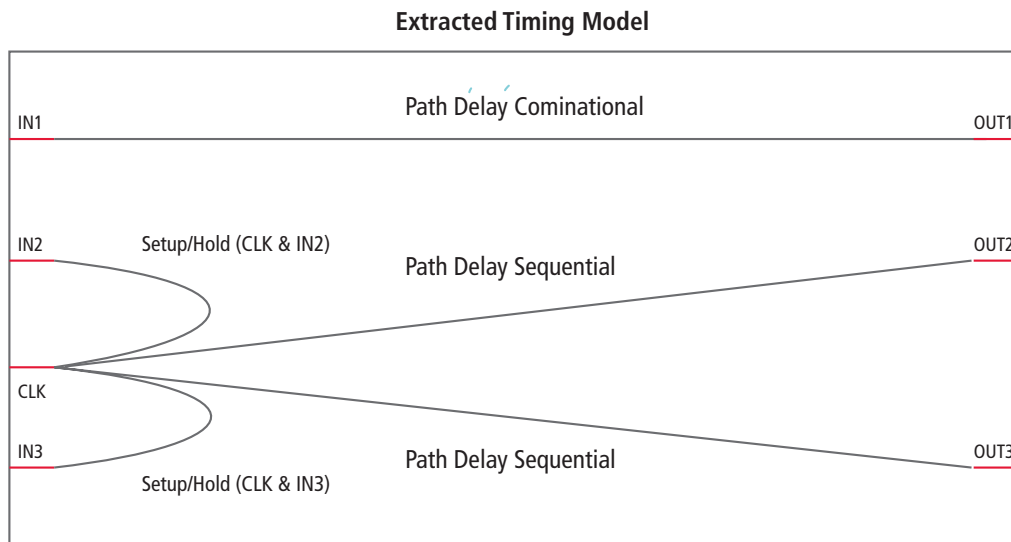 Extracted Timing Model
Path Delay Cominational
IN1
OUT1
IN2
Setup/Hold (CLK & IN2)
OUT2
Path Delay Sequential
CLK
IN3
OUT3
Path Delay Sequential
Setup/Hold (CLK & IN3)